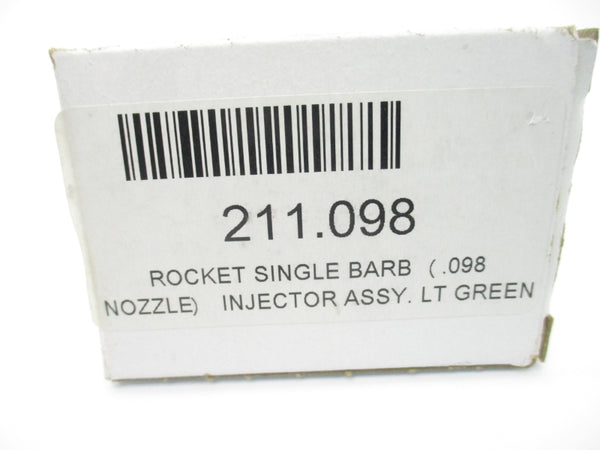 211.098
ROCKET SINGLE BARB ( .098
NOZZLE) INJECTOR ASSY. LT GREEN